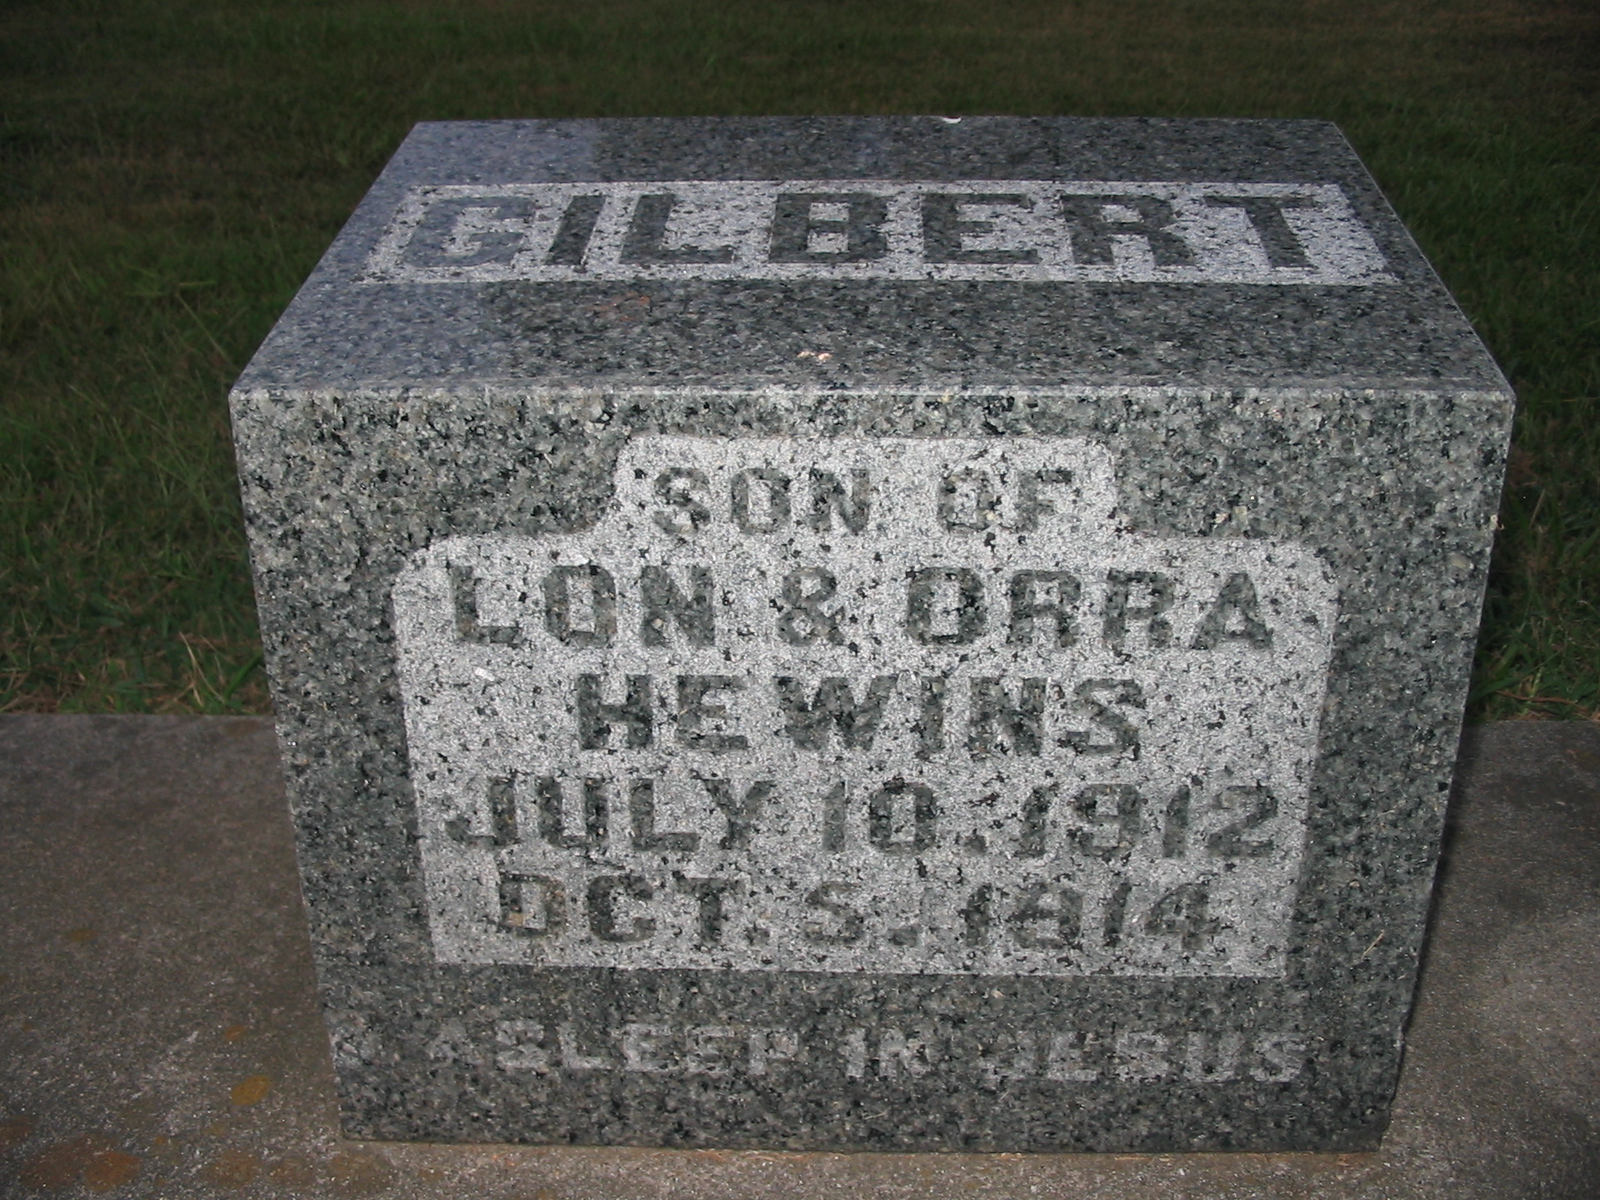 GILBERT
SON OF
LON & ORRA
HEWINS
JULY 10. 1912
OCT. 5. 1914
ASLEEP IN JESUS